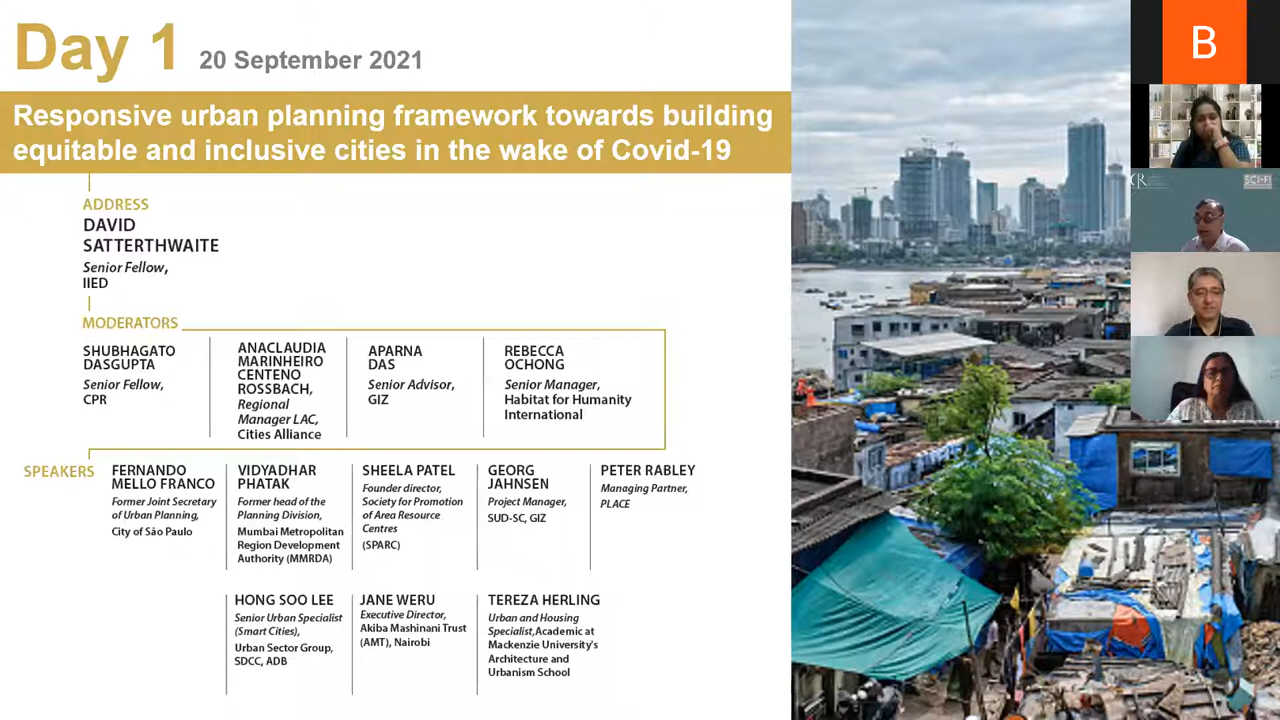 Day 1 20 September 2021
Responsive urban planning framework towards building
equitable and inclusive cities in the wake of Covid-19
ADDRESS
DAVID
SATTERTHWAITE
Senior Fellow,
IIED
MODERATORS
SHUBHAGATO
DASGUPTA
Senior Fellow,
CPR
ANACLAUDIA
MARINHEIRO
CENTENO
ROSSBACH,
Regional
Manager LAC,
Cities Alliance
APARNA
DAS
Senior Advisor,
GIZ
REBECCA
OCHONG
Senior Manager,
Habitat for Humanity
International
SPEAKERS
FERNANDO
MELLO FRANCO
Former Joint Secretary
of Urban Planning,
City of São Paulo
VIDYADHAR
PHATAK
Former head of the
Planning Division,
Mumbai Metropolitan
Region Development
Authority (MMRDA)
SHEELA PATEL
Founder director,
Society for Promotion
of Area Resource
Centres
(SPARC)
GEORG
JAHNSEN
Project Manager,
SUD-SC, GIZ
PETER RABLEY
Managing Partner,
PLACE
HONG SOO LEE
Senior Urban Specialist
(Smart Cities),
Urban Sector Group,
SDCC, ADB
JANE WERU
Executive Director,
Akiba Mashinani Trust
(AMT), Nairobi
TEREZA HERLING
Urban and Housing
Specialist,Academic at
Mackenzie University's
Architecture and
Urbanism School
B
SCI-FI